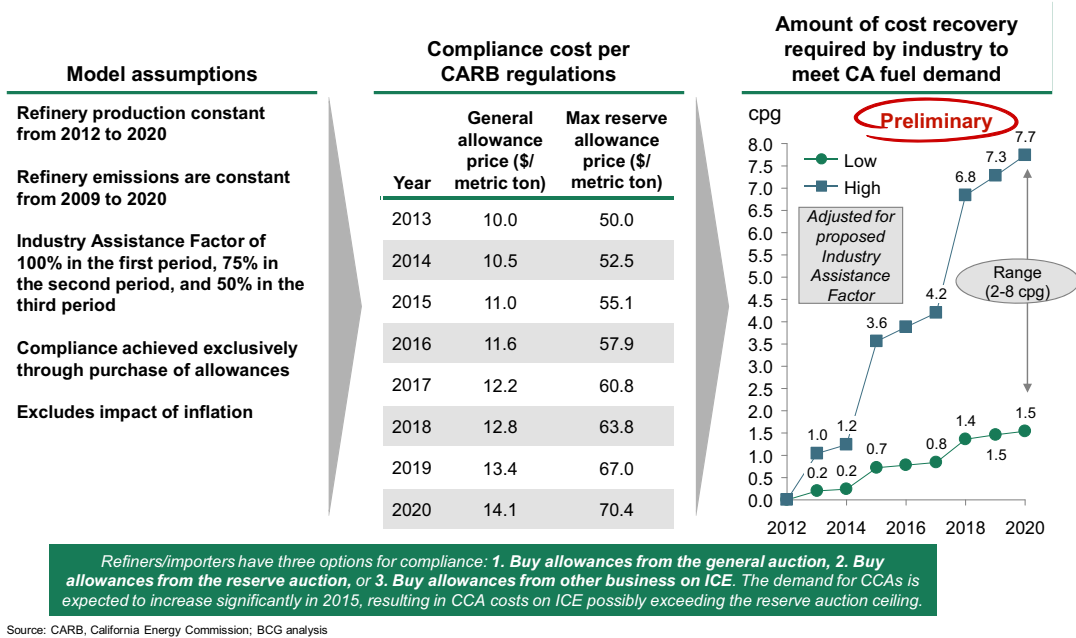 Model assumptions
Refinery production constant
from 2012 to 2020
Refinery emissions are constant
from 2009 to 2020
Industry Assistance Factor of
100% in the first period, 75% in
the second period, and 50% in the
third period
Compliance achieved exclusively
through purchase of allowances
Excludes impact of inflation
Compliance cost per
CARB regulations
Year
General
allowance
price ($/
metric ton)
Max reserve
allowance
price ($/
metric ton)
2013 10.0 50.0
2014 10.5 52.5
2015 11.0 55.1
2016 11.6 57.9
2017 12.2 60.8
2018 12.8 63.8
2019 13.4 67.0
2020 14.1 70.4
Amount of cost recovery
required by industry to
meet CA fuel demand
cpg
Preliminary
8.0
7.5
7.0
6.5
6.0
5.5
5.0
4.5
4.0
3.5
3.0
2.5
2.0
1.5
1.0
0.5
0.0
Low
High
Adjusted for
proposed
Industry
Assistance
Factor
1.0
1.2
3.6
4.2
6.8
7.3
7.7
Range
(2-8 cpg)
0.2
0.2
0.7
0.8
1.4
1.5
1.5
2012 2014 2016 2018 2020
Refiners/importers have three options for compliance: 1. Buy allowances from the general auction, 2. Buy
allowances from the reserve auction, or 3. Buy allowances from other business on ICE. The demand for CCAs is
expected to increase significantly in 2015, resulting in CCA costs on ICE possibly exceeding the reserve auction ceiling.
Source: CARB, California Energy Commission; BCG analysis